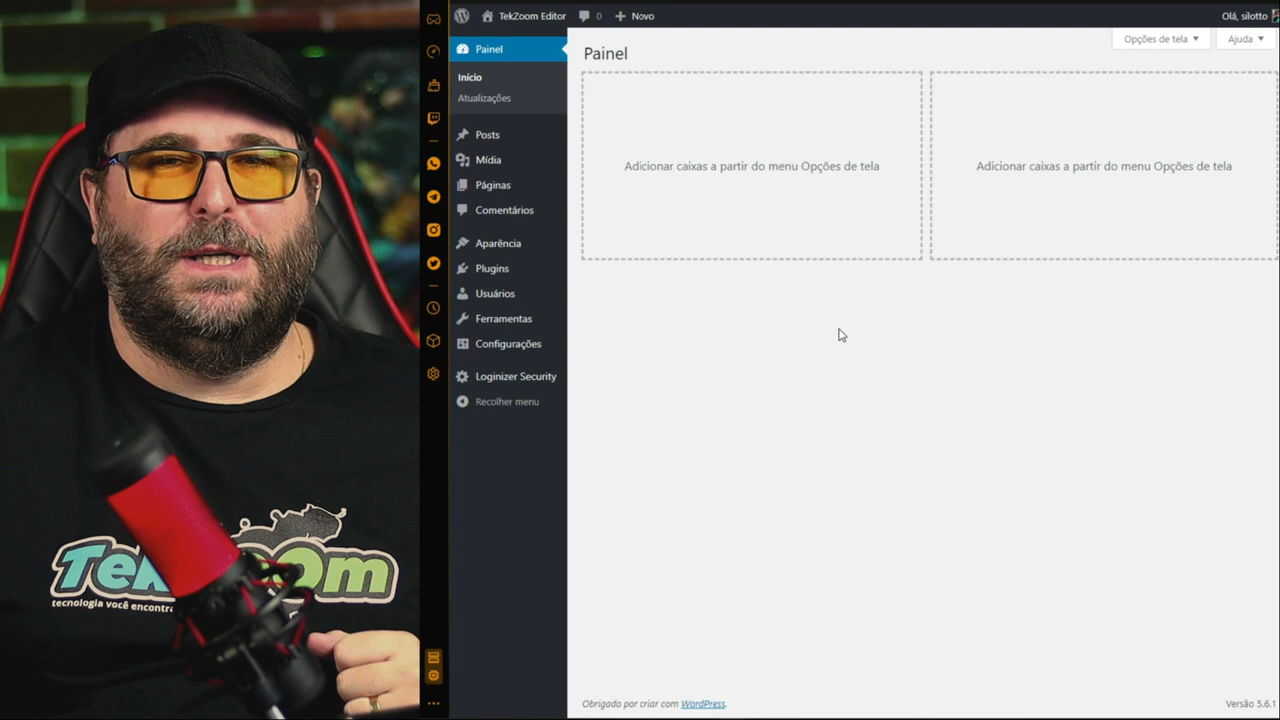 TekZoom Editor
0
Novo
Olá, silotto
Painel
Início
Atualizações
Posts
Mídia
Páginas
Comentários
Aparência
Plugins
Usuários
Ferramentas
Configurações
Loginizer Security
Recolher menu
Opções de tela
Ajuda
Painel
Adicionar caixas a partir do menu Opções de tela
Adicionar caixas a partir do menu Opções de tela
Obrigado por criar com WordPress.
Versão 5.6.1
tecnologia você